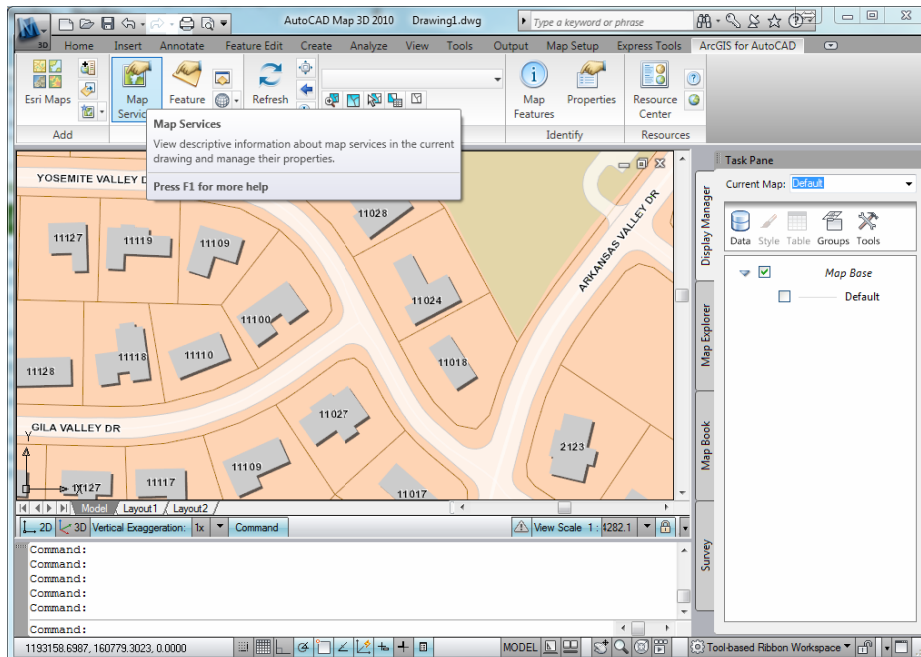 AutoCAD Map 3D 2010 Drawing1.dwg
Type a keyword or phrase
3D
Home Insert Annotate Feature Edit Create Analyze View Tools Output Map Setup Express Tools ArcGIS for AutoCAD
Esri Maps
Map
Services
Feature
Refresh
Map
Features
Properties
Resource
Center
Add
Identify
Resources
Map Services
View descriptive information about map services in the current
drawing and manage their properties.
Press F1 for more help
YOSEMITE VALLEY
11127
11119
11109
11028
ARKANSAS VALLEY DR
11024
11100
11118
11110
11128
11018
11027
GILA VALLEY DR
Y
2123
11109
11117
X
11127
11017
Model Layout1 Layout2
2D 3D Vertical Exaggeration: 1x Command
View Scale 1 : 4282.1
Command:
Command:
Command:
Command:
Command:
Command:
1193158.6987, 160779.3023, 0.0000
MODEL
Tool-based Ribbon Workspace
Task Pane
Current Map: Default
Display Manager
Map Explorer
Map Book
Survey
Data Style Table Groups Tools
Map Base
Default